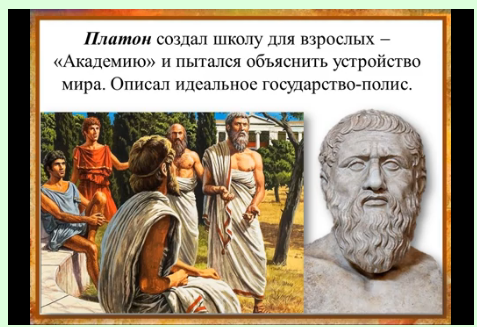 Платон создал школу для взрослых –
«Академию» и пытался объяснить устройство
мира. Описал идеальное государство-полис.